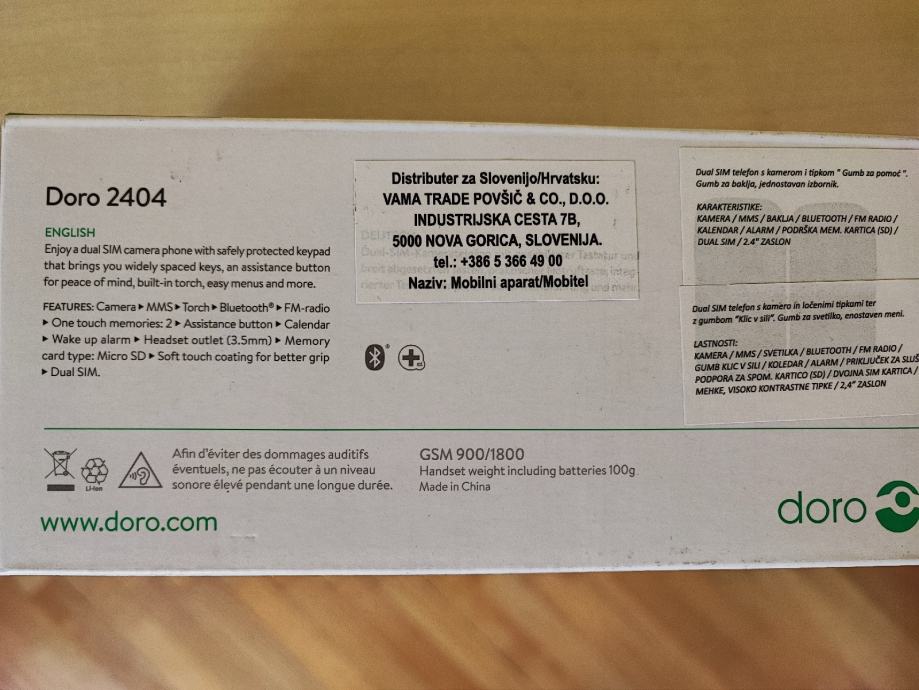 Doro 2404
ENGLISH
Enjoy a dual SIM camera phone with safely protected keypad
that brings you widely spaced keys, an assistance button
for peace of mind, built-in torch, easy menus and more.
FEATURES: Camera ▸ MMS ▸ Torch ▸ Bluetooth® ▸ FM-radio
▸ One touch memories: 2 ▸ Assistance button ▸ Calendar
▸ Wake up alarm ▸ Headset outlet (3.5mm) ▸ Memory
card type: Micro SD ▸ Soft touch coating for better grip
▸ Dual SIM.
Distributer za Slovenijo/Hrvatsku:
VAMA TRADE POVŠIČ & CO., D.O.O.
INDUSTRIJSKA CESTA 7B,
5000 NOVA GORICA, SLOVENIJA.
tel.: +386 5 366 49 00
Naziv: Mobilni aparat/Mobitel
Dual SIM telefon s kamerom i tipkom " Gumb za pomoć ".
Gumb za baklja, jednostavan izbornik.
KARAKTERISTIKE:
KAMERA / MMS / BAKLJA / BLUETOOTH / FM RADIO /
KALENDAR / ALARM / PODRŠKA MEM. KARTICA (SD) /
DUAL SIM / 2.4" ZASLON
Dual SIM telefon s kamero in ločenimi tipkami ter
z gumbom "Klic v sili". Gumb za svetilko, enostaven meni.
LASTNOSTI:
KAMERA / MMS / SVETILKA / BLUETOOTH / FM RADIO /
GUMB KLIC V SILI / KOLEDAR / ALARM / PRIKLJUČEK ZA SLUŠ
PODPORA ZA SPOM. KARTICO (SD) / DVOJNA SIM KARTICA /
MEHKE, VISOKO KONTRASTNE TIPKE / 2,4" ZASLON
Li-Ion
Afin d'éviter des dommages auditifs
éventuels, ne pas écouter à un niveau
sonore élevé pendant une longue durée.
GSM 900/1800
Handset weight including batteries 100g.
Made in China
www.doro.com
doro